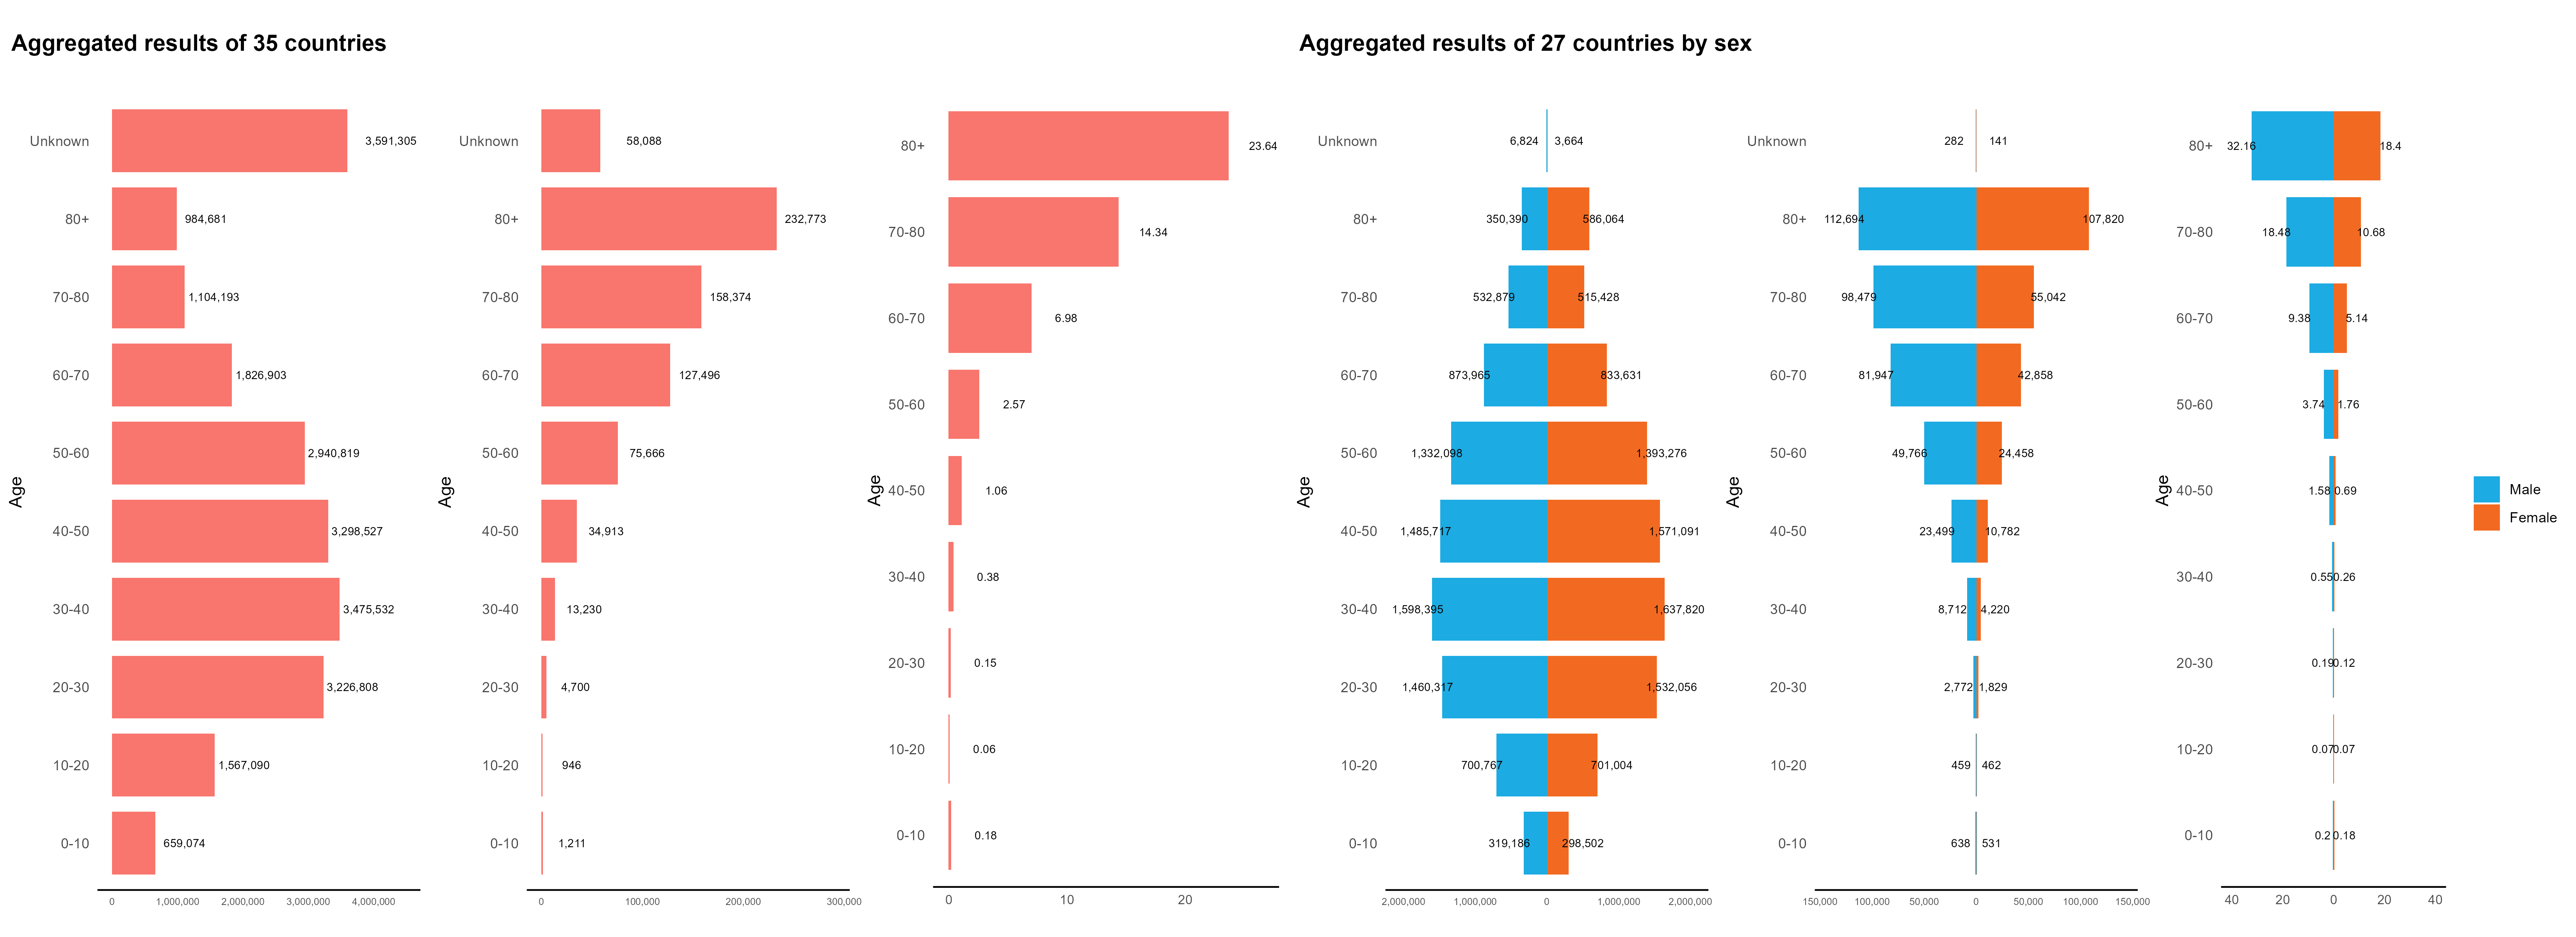 Aggregated results of 35 countries
Age
Unknown 3,591,305
80+ 984,681
70-80 1,104,193
60-70 1,826,903
50-60 2,940,819
40-50 3,298,527
30-40 3,475,532
20-30 3,226,808
10-20 1,567,090
0-10 659,074
0 1,000,000 2,000,000 3,000,000 4,000,000
Age
Unknown 58,088
80+ 232,773
70-80 158,374
60-70 127,496
50-60 75,666
40-50 34,913
30-40 13,230
20-30 4,700
10-20 946
0-10 1,211
0 100,000 200,000 300,000
Age
80+ 23.64
70-80 14.34
60-70 6.98
50-60 2.57
40-50 1.06
30-40 0.38
20-30 0.15
10-20 0.06
0-10 0.18
0 10 20
Aggregated results of 27 countries by sex
Age
Unknown 6,824 3,664
80+ 350,390 586,064
70-80 532,879 515,428
60-70 873,965 833,631
50-60 1,332,098 1,393,276
40-50 1,485,717 1,571,091
30-40 1,598,395 1,637,820
20-30 1,460,317 1,532,056
10-20 700,767 701,004
0-10 319,186 298,502
2,000,000 1,000,000 0 1,000,000 2,000,000
Age
Unknown 282 141
80+ 112,694 107,820
70-80 98,479 55,042
60-70 81,947 42,858
50-60 49,766 24,458
40-50 23,499 10,782
30-40 8,712 4,220
20-30 2,772 1,829
10-20 459 462
0-10 638 531
150,000 100,000 50,000 0 50,000 100,000 150,000
Age
80+ 32.16 18.4
70-80 18.48 10.68
60-70 9.38 5.14
50-60 3.74 1.76
40-50 1.58 0.69
30-40 0.55 0.26
20-30 0.19 0.12
10-20 0.07 0.07
0-10 0.2 0.18
40 20 0 20 40
Male
Female